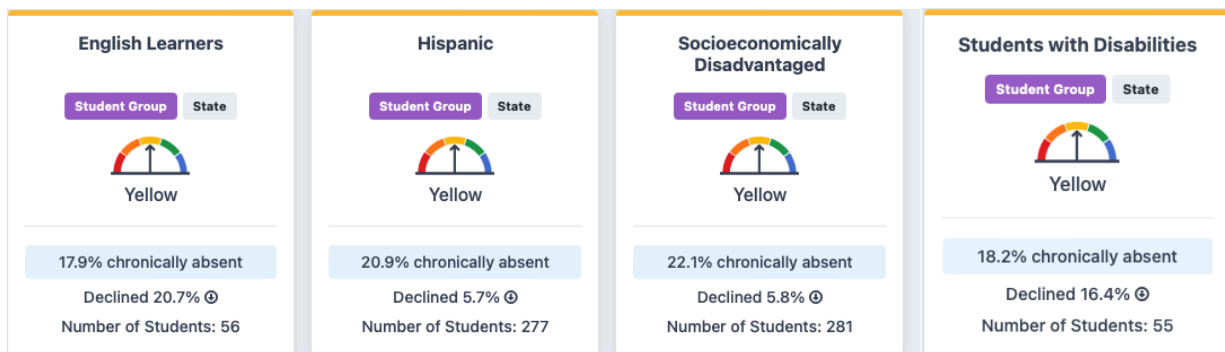 English Learners
Student Group State
Yellow
17.9% chronically absent
Declined 20.7%
Number of Students: 56
Hispanic
Student Group State
Yellow
20.9% chronically absent
Declined 5.7%
Number of Students: 277
Socioeconomically
Disadvantaged
Student Group State
Yellow
22.1% chronically absent
Declined 5.8%
Number of Students: 281
Students with Disabilities
Student Group State
Yellow
18.2% chronically absent
Declined 16.4%
Number of Students: 55